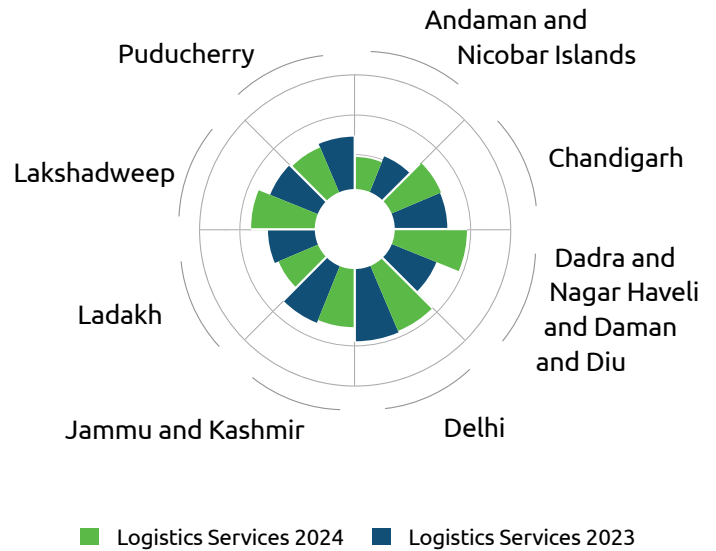 Andaman and
Nicobar Islands
Puducherry
Chandigarh
Lakshadweep
Dadra and
Nagar Haveli
and Daman
and Diu
Ladakh
Jammu and Kashmir
Delhi
Logistics Services 2024
Logistics Services 2023